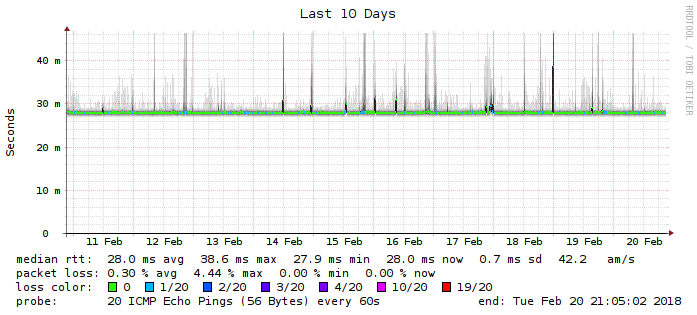 Last 10 Days
RRDTOOL / TOBI OETIKER
Seconds
40 m
30 m
20 m
10 m
0
11 Feb 12 Feb 13 Feb 14 Feb 15 Feb 16 Feb 17 Feb 18 Feb 19 Feb 20 Feb
median rtt: 28.0 ms avg 38.6 ms max 27.9 ms min 28.0 ms now 0.7 ms sd 42.2 am/s
packet loss: 0.30 % avg 4.44 % max 0.00 % min 0.00 % now
loss color: 0 1/20 2/20 3/20 4/20 10/20 19/20
probe: 20 ICMP Echo Pings (56 Bytes) every 60s end: Tue Feb 20 21:05:02 2018